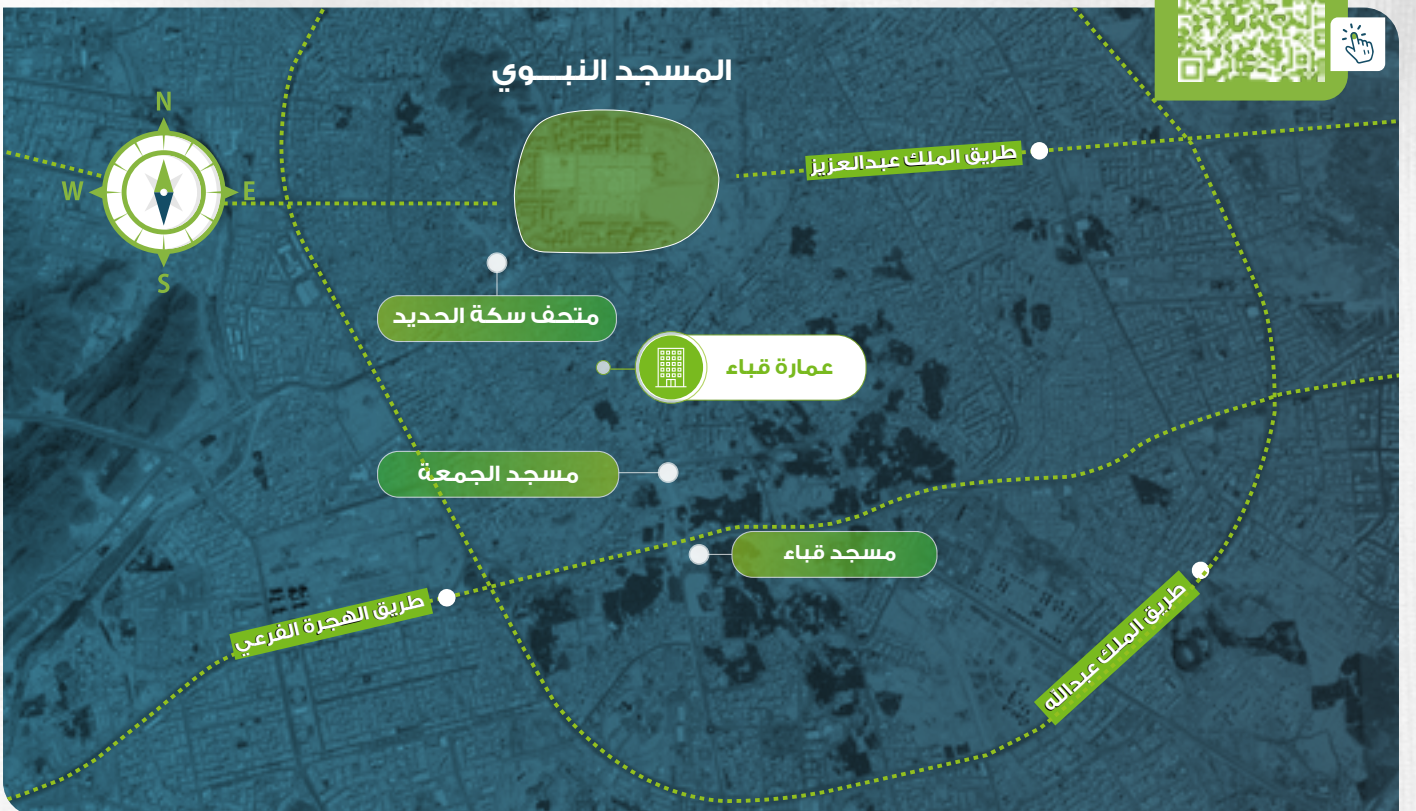 المسجد النبـــوي
N
طريق الملك عبدالعزيز
W
E
S
متحف سكة الحديد
عمارة قباء
مسجد الجمعة
مسجد قباء
طريق الهجرة الفرعي
طريق الملك عبدالله